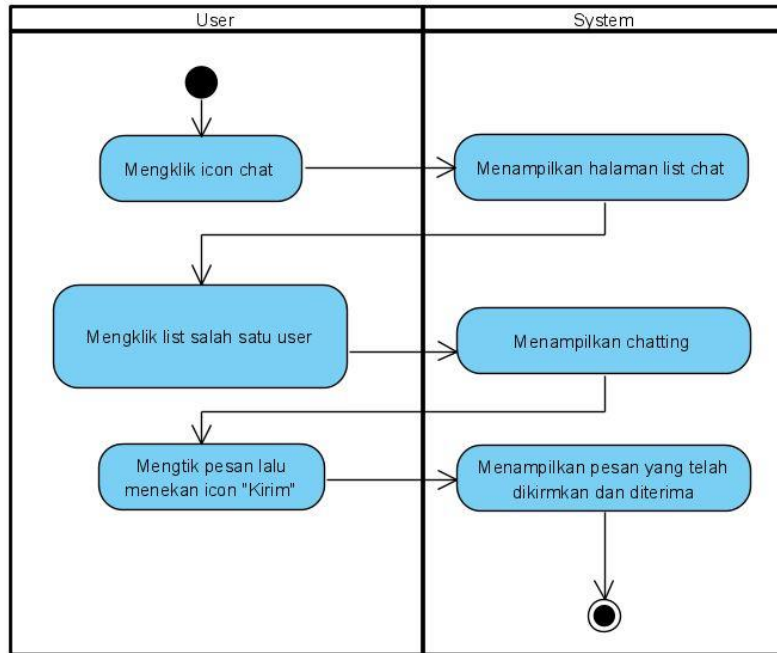 User
System
Mengklik icon chat
Menampilkan halaman list chat
Mengklik list salah satu user
Menampilkan chatting
Mengtik pesan lalu
menekan icon "Kirim"
Menampilkan pesan yang telah
dikirmkan dan diterima